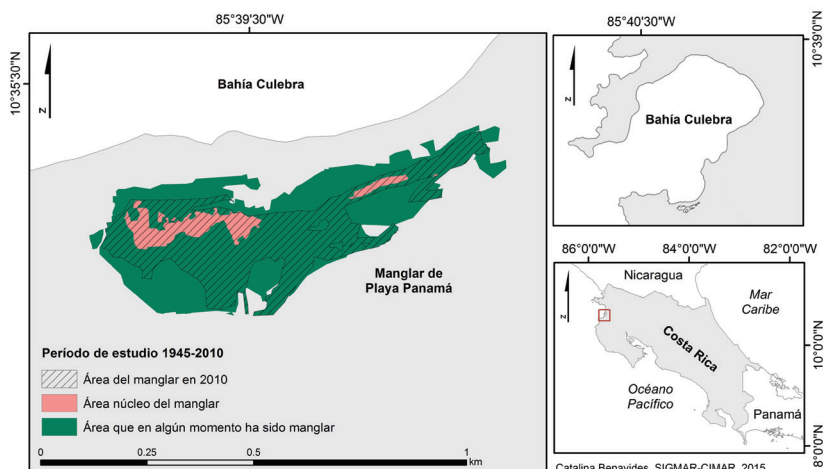 85°39'30"W
10°35'30"N
N
Bahía Culebra
Manglar de
Playa Panamá
Período de estudio 1945-2010
Área del manglar en 2010
Área núcleo del manglar
Área que en algún momento ha sido manglar
0 0.25 0.5 1
km
85°40'30"W
10°39'0"N
N
Bahía Culebra
86°0'0"W 84°0'0"W 82°0'0"W
N
Nicaragua
Mar
Caribe
Costa Rica
10°0'0"N
Océano
Pacífico
Panamá
8°0'0"N
Catalina Benavides, SIGMAR-CIMAR, 2015